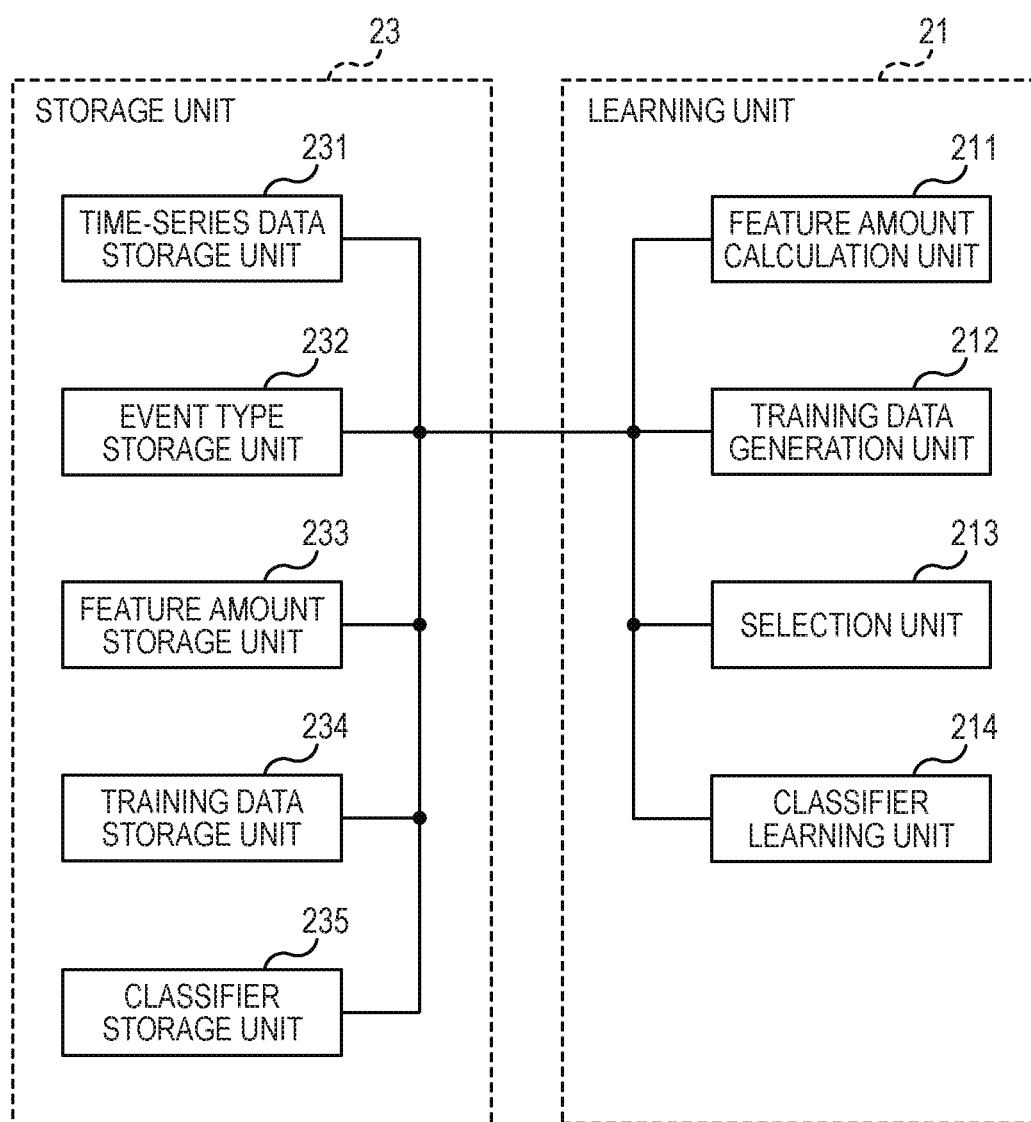 23
STORAGE UNIT
231
TIME-SERIES DATA
STORAGE UNIT
232
EVENT TYPE
STORAGE UNIT
233
FEATURE AMOUNT
STORAGE UNIT
234
TRAINING DATA
STORAGE UNIT
235
CLASSIFIER
STORAGE UNIT
21
LEARNING UNIT
211
FEATURE AMOUNT
CALCULATION UNIT
212
TRAINING DATA
GENERATION UNIT
213
SELECTION UNIT
214
CLASSIFIER
LEARNING UNIT